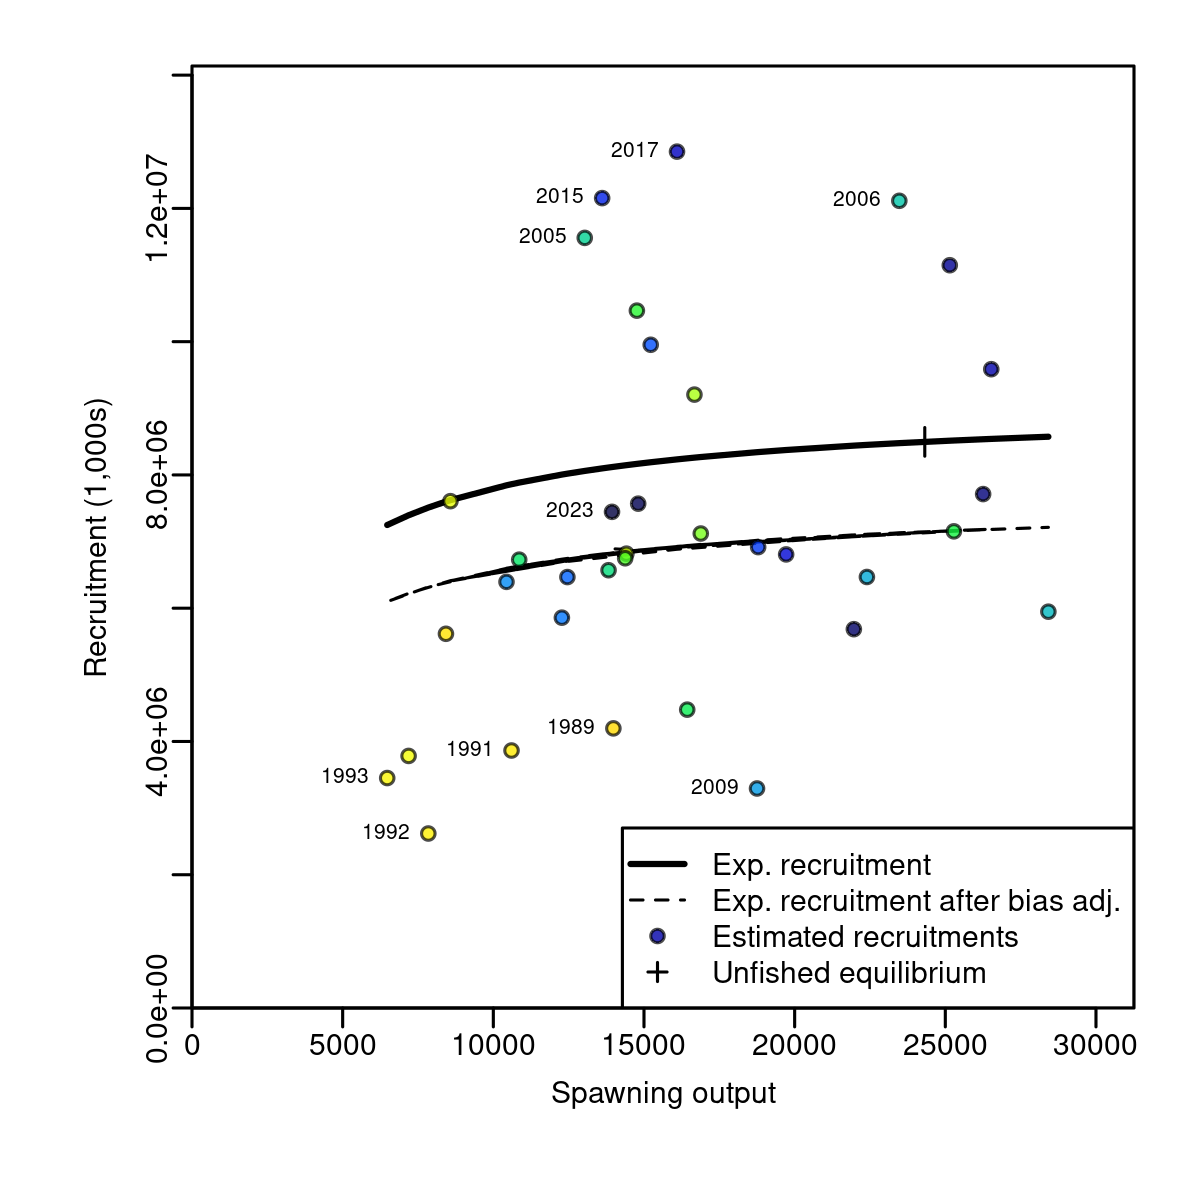 2017
2015
2006
2005
2023
1989
1991
1993
2009
1992
Exp. recruitment
Exp. recruitment after bias adj.
Estimated recruitments
Unfished equilibrium
0.0e+00
4.0e+06
8.0e+06
1.2e+07
Recruitment (1,000s)
0 5000 10000 15000 20000 25000 30000
Spawning output